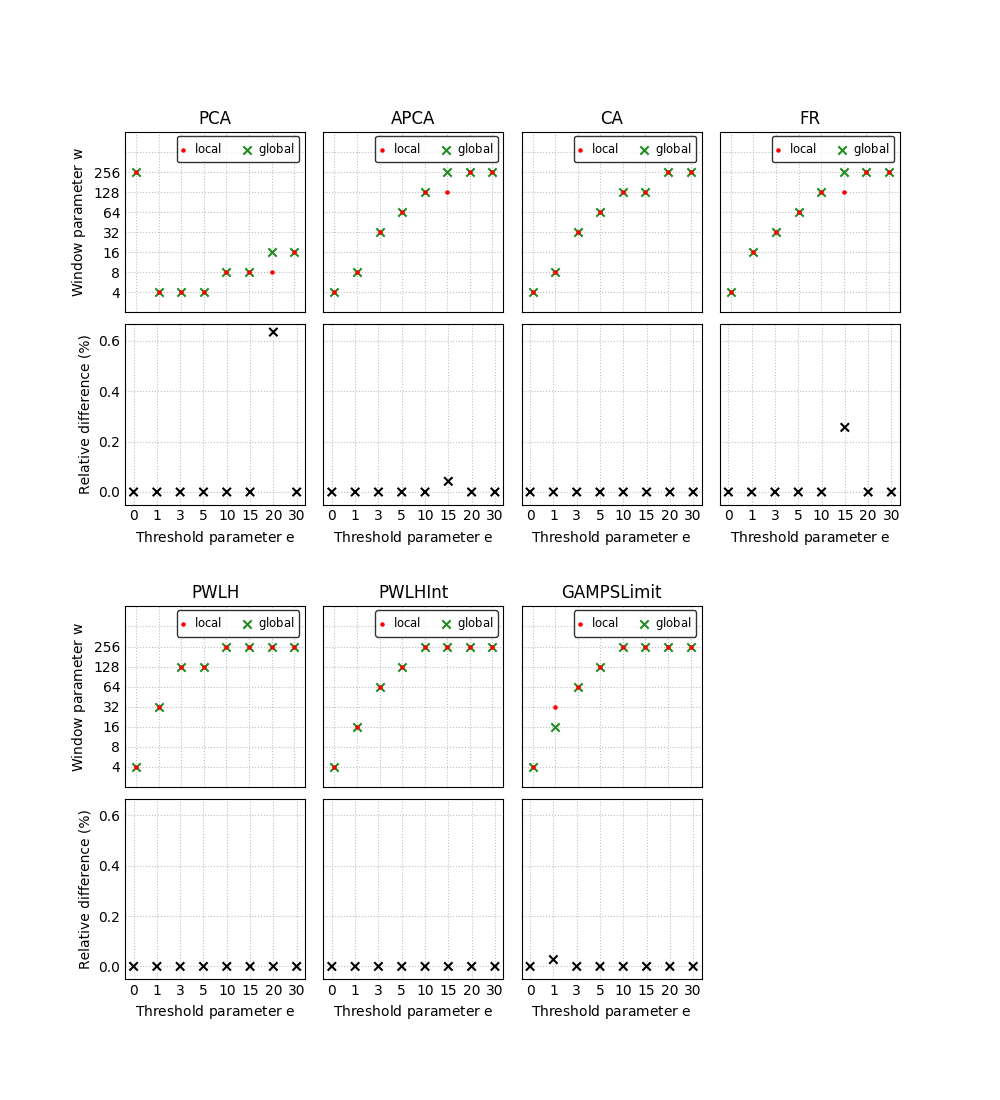 PCA APCA CA FR
local global local global local global local global
Window parameter w
256
128
64
32
16
8
4
Relative difference (%)
0.6
0.4
0.2
0.0
0 1 3 5 10 15 20 30 0 1 3 5 10 15 20 30 0 1 3 5 10 15 20 30 0 1 3 5 10 15 20 30
Threshold parameter e Threshold parameter e Threshold parameter e Threshold parameter e
PWLH PWLHInt GAMPSLimit
local global local global local global
Window parameter w
256
128
64
32
16
8
4
Relative difference (%)
0.6
0.4
0.2
0.0
0 1 3 5 10 15 20 30 0 1 3 5 10 15 20 30 0 1 3 5 10 15 20 30
Threshold parameter e Threshold parameter e Threshold parameter e